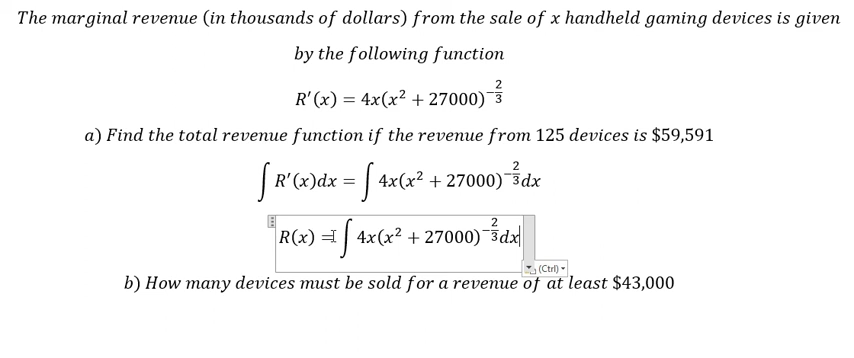 The marginal revenue (in thousands of dollars) from the sale of x handheld gaming devices is given
by the following function
R′(x) = 4x(x² + 27000)^{-2/3}
a) Find the total revenue function if the revenue from 125 devices is $59,591
∫ R′(x)dx = ∫ 4x(x² + 27000)^{-2/3} dx
R(x) = ∫ 4x(x² + 27000)^{-2/3} dx
(Ctrl)
b) How many devices must be sold for a revenue of at least $43,000